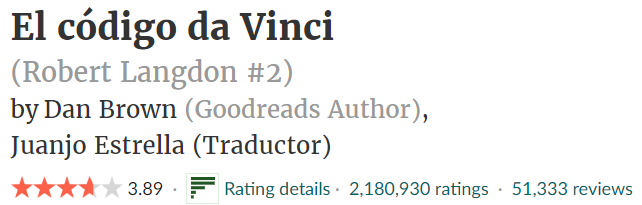 El código da Vinci
(Robert Langdon #2)
by Dan Brown (Goodreads Author),
Juanjo Estrella (Traductor)
3.89 · Rating details · 2,180,930 ratings · 51,333 reviews